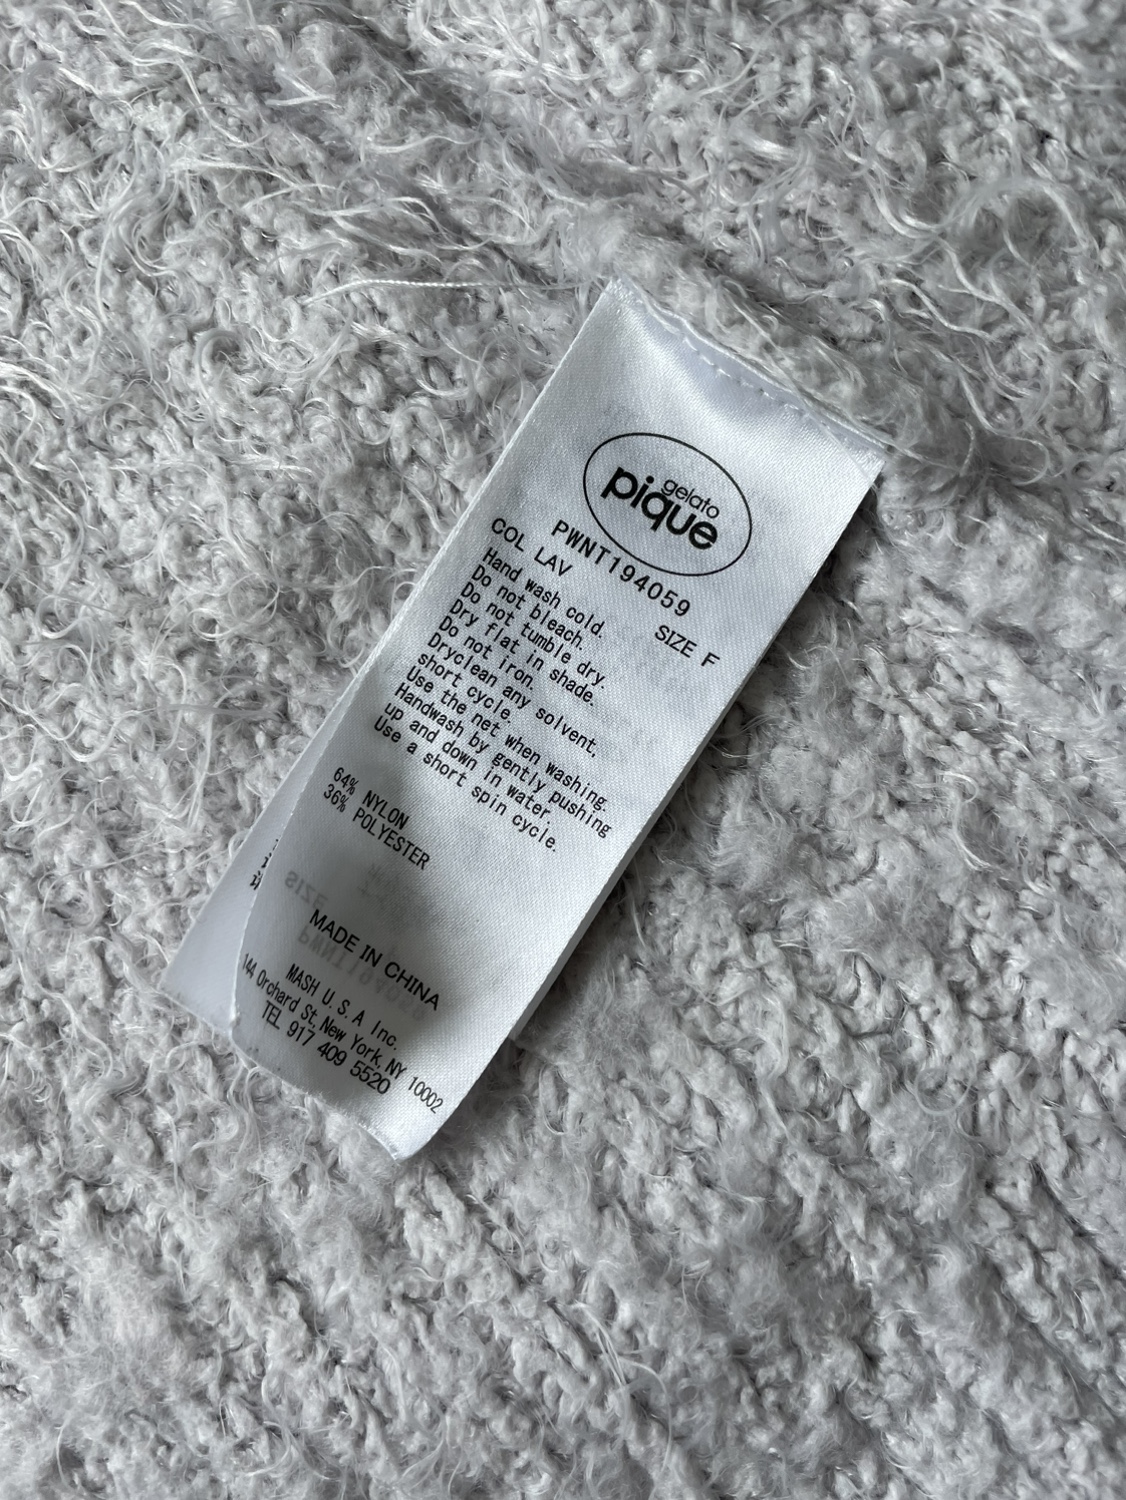 gelato
pique
PWNT194059
COL LAV SIZE F
Hand wash cold.
Do not bleach.
Do not tumble dry.
Dry flat in shade.
Do not iron.
Dryclean any solvent,
short cycle.
Use the net when washing.
Handwash by gently pushing
up and down in water.
Use a short spin cycle.
64% NYLON
36% POLYESTER
MADE IN CHINA
MASH U.S.A Inc.
144 Orchard St, New York, NY 10002
TEL 917 409 5520